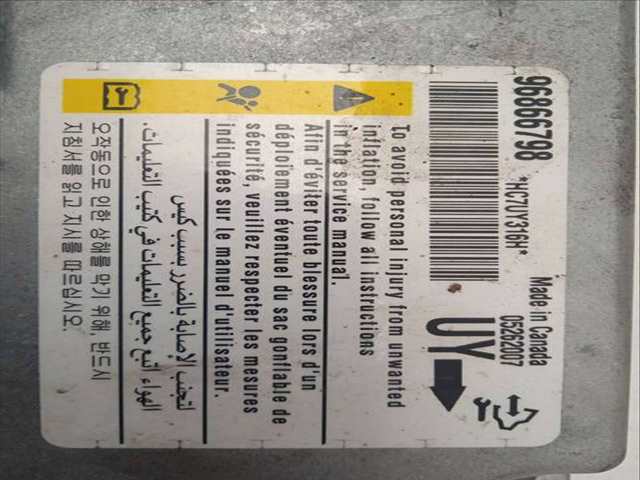 96866798
*HC70Y316H*
Made in Canada
05262007
UY
To avoid personal injury from unwanted
inflation, follow all instructions
in the service manual.
Afin d'éviter toute blessure lors d'un
déploiement éventuel du sac gonflable de
sécurité, veuillez respecter les mesures
indiquées sur le manuel d'utilisateur.
لتجنب الإصابة بالضرر بسبب كيس
الهواء اتبع جميع التعليمات في كتيب التعليمات.
오작동으로 인한 상해를 막기 위해, 반드시
지침서를 읽고 지시를 따르십시오.